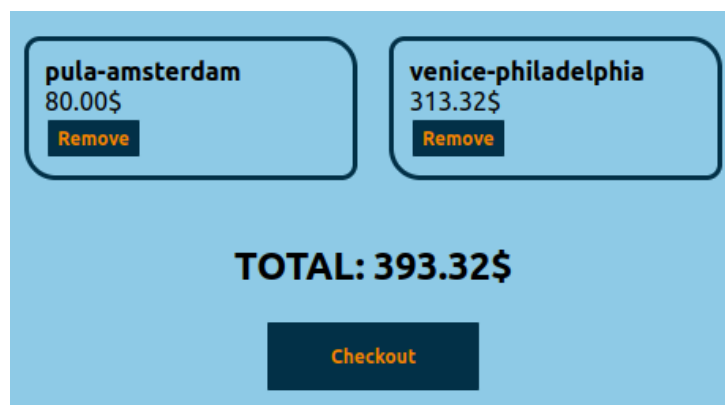 pula-amsterdam
80.00$
Remove
venice-philadelphia
313.32$
Remove
TOTAL: 393.32$
Checkout